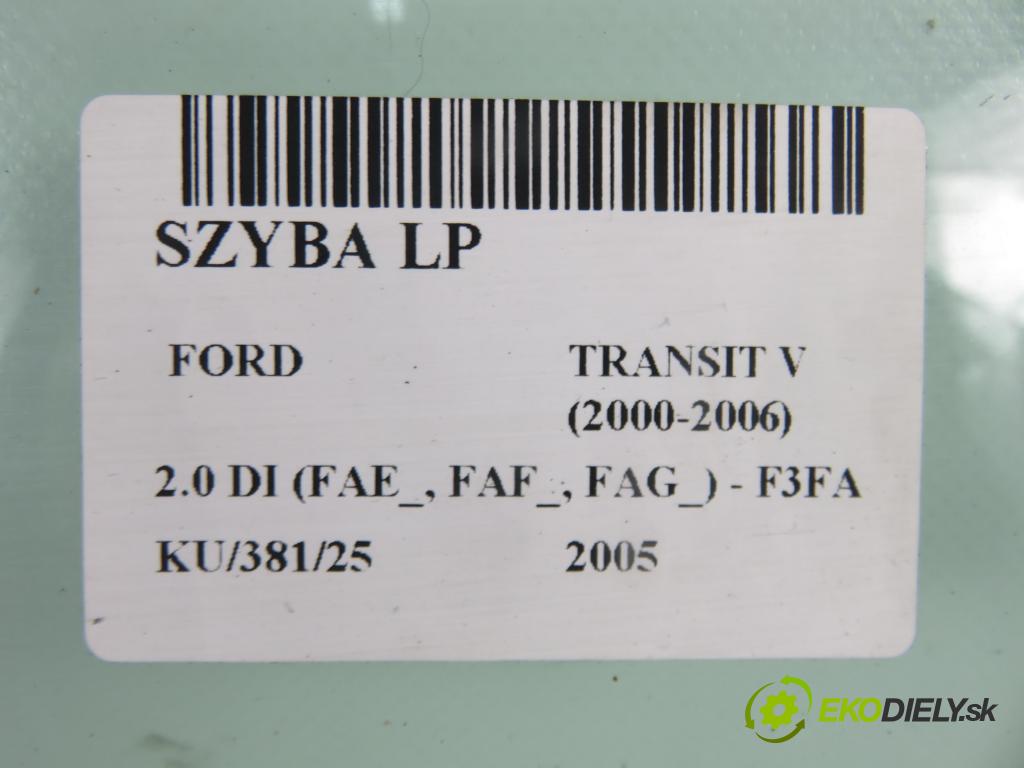 SZYBA LP
FORD TRANSIT V
(2000-2006)
2.0 DI (FAE_, FAF_, FAG_) - F3FA
KU/381/25 2005
EKODIELY.sk